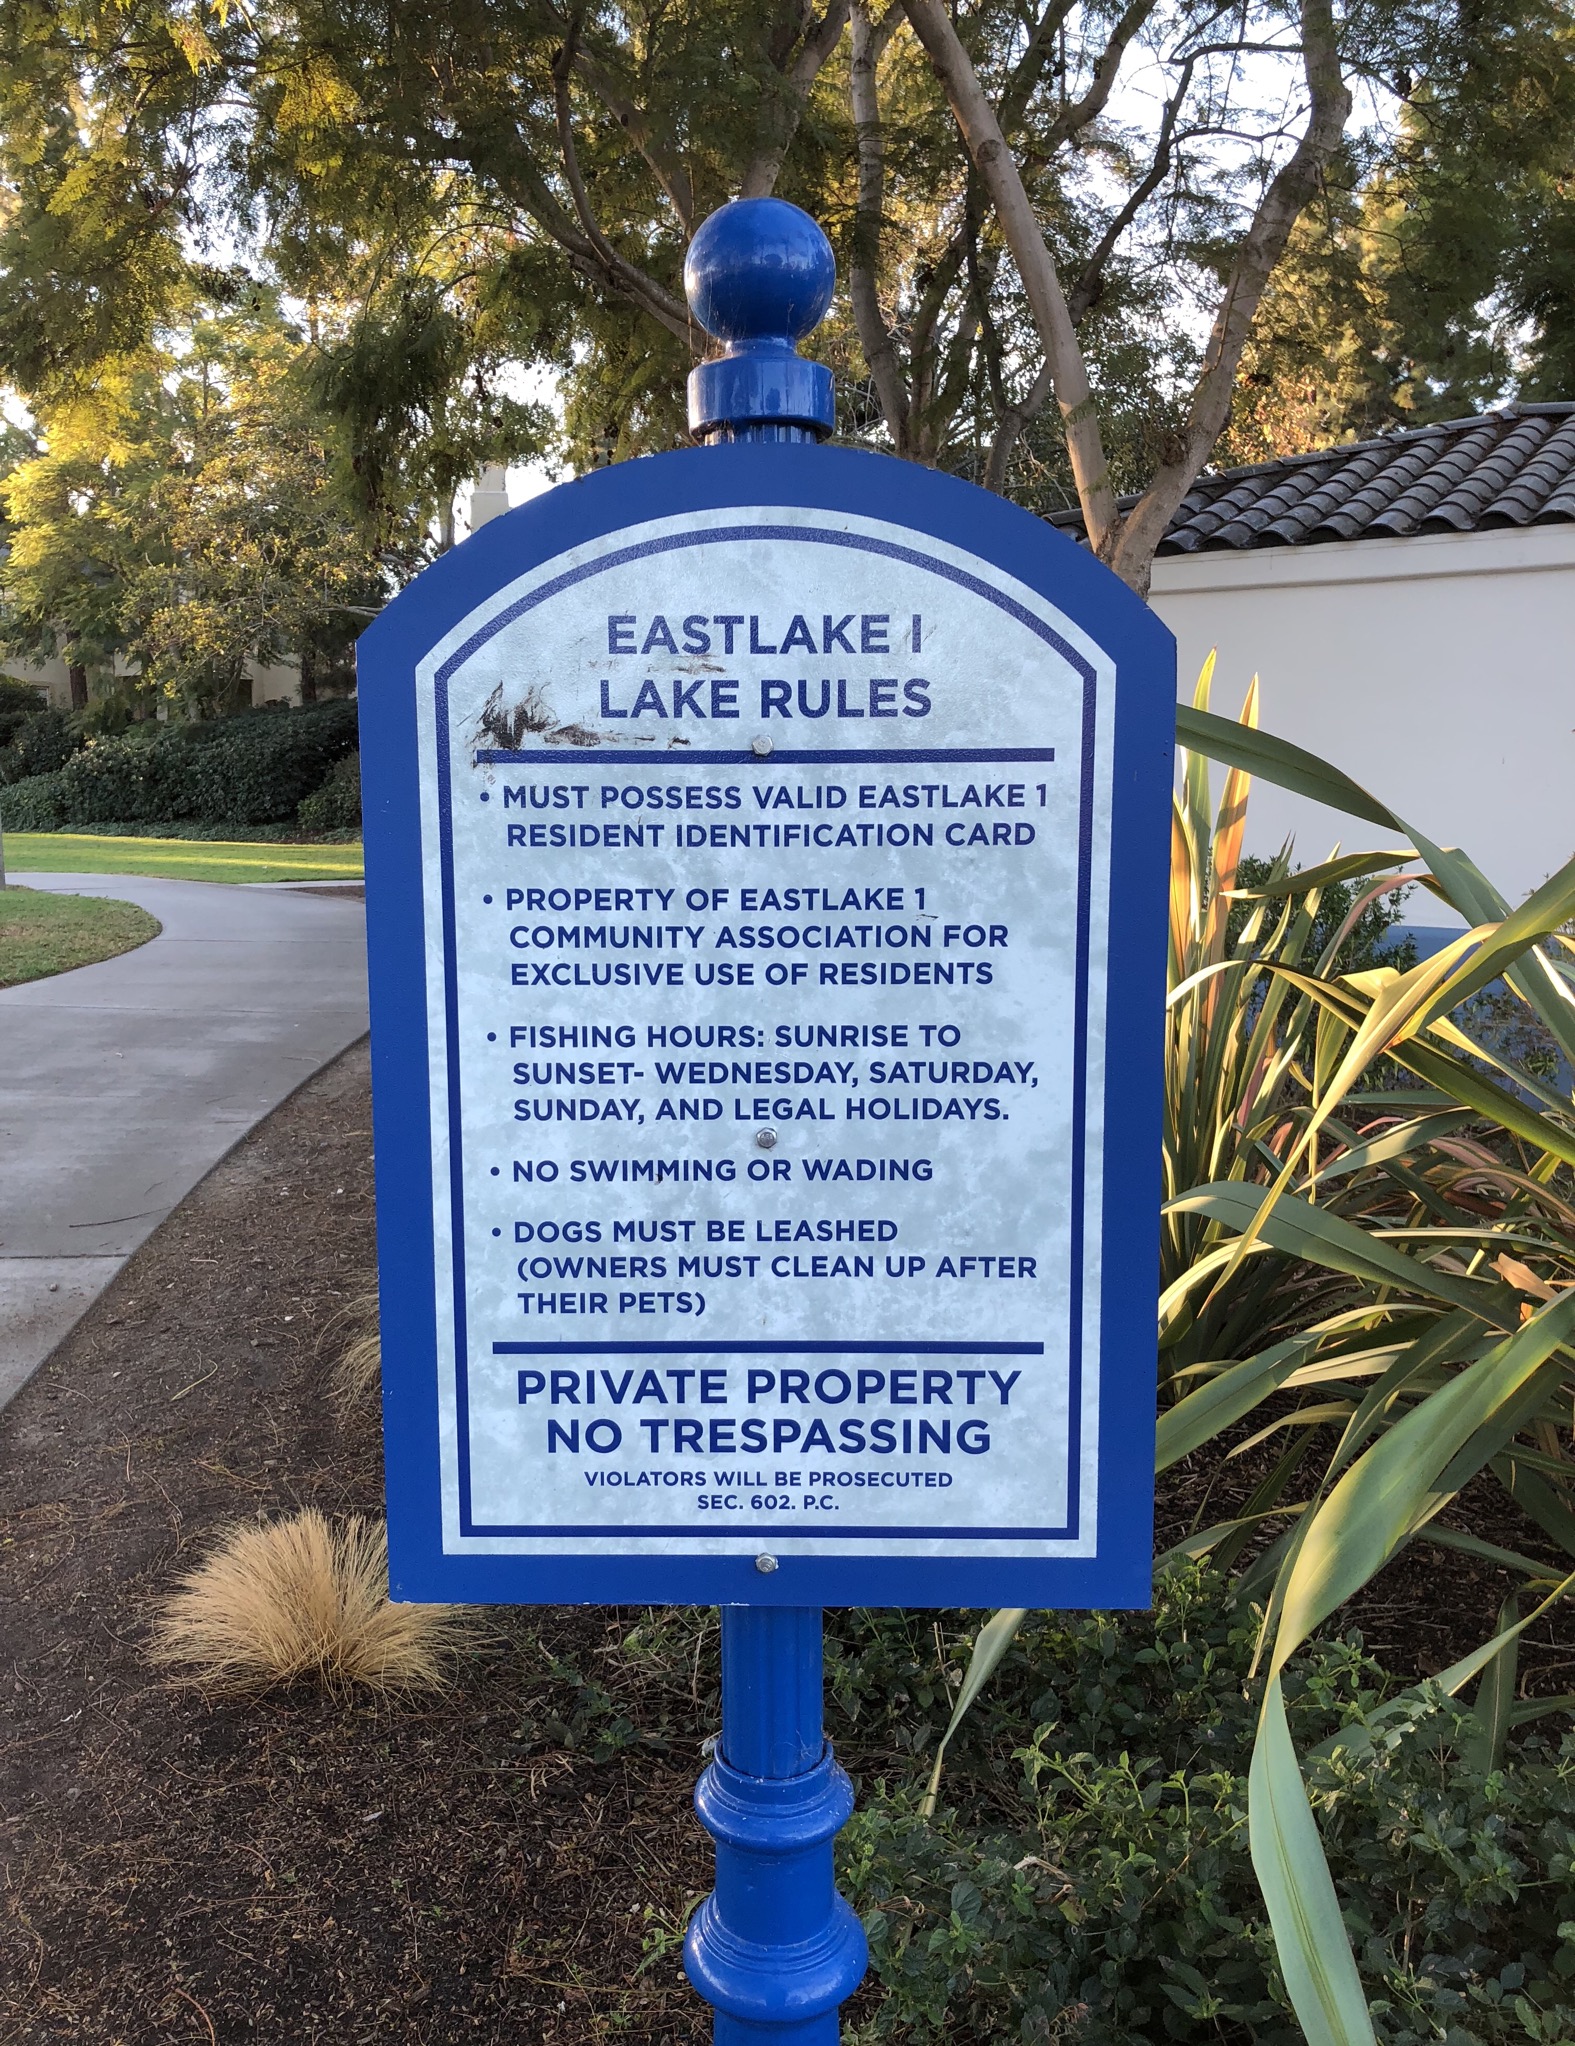 EASTLAKE I
LAKE RULES
• MUST POSSESS VALID EASTLAKE 1
RESIDENT IDENTIFICATION CARD
• PROPERTY OF EASTLAKE 1
COMMUNITY ASSOCIATION FOR
EXCLUSIVE USE OF RESIDENTS
• FISHING HOURS: SUNRISE TO
SUNSET- WEDNESDAY, SATURDAY,
SUNDAY, AND LEGAL HOLIDAYS.
• NO SWIMMING OR WADING
• DOGS MUST BE LEASHED
(OWNERS MUST CLEAN UP AFTER
THEIR PETS)
PRIVATE PROPERTY
NO TRESPASSING
VIOLATORS WILL BE PROSECUTED
SEC. 602. P.C.